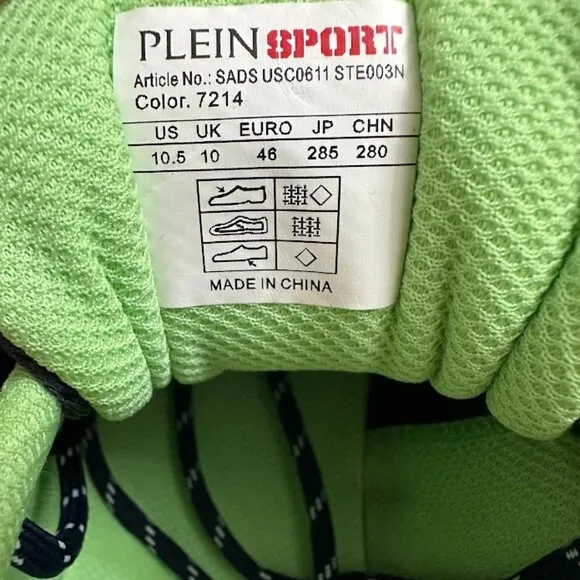 PLEIN SPORT
Article No.: SADS USC0611 STE003N
Color. 7214
US UK EURO JP CHN
10.5 10 46 285 280
MADE IN CHINA